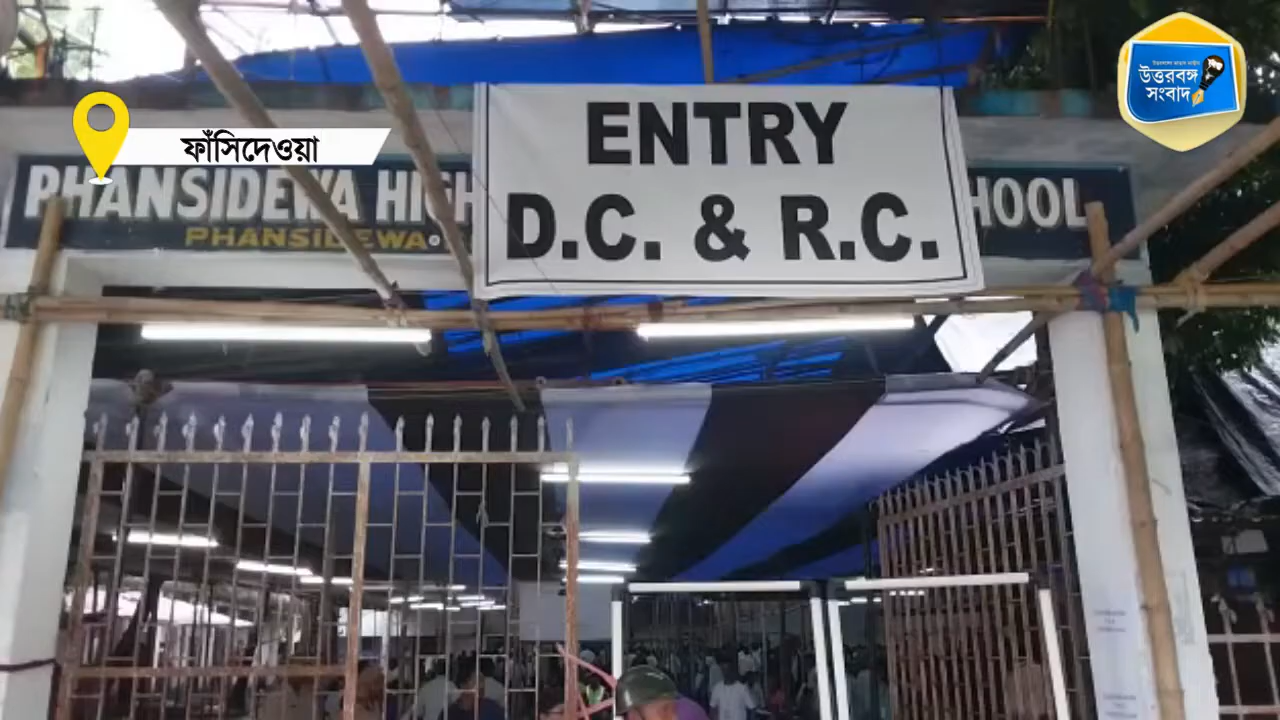 ফাঁসিদেওয়া
উত্তরবঙ্গ
সংবাদ
ENTRY
D.C. & R.C.
PHANSIDEWA HIGH
HOOL
PHANSIDEWA